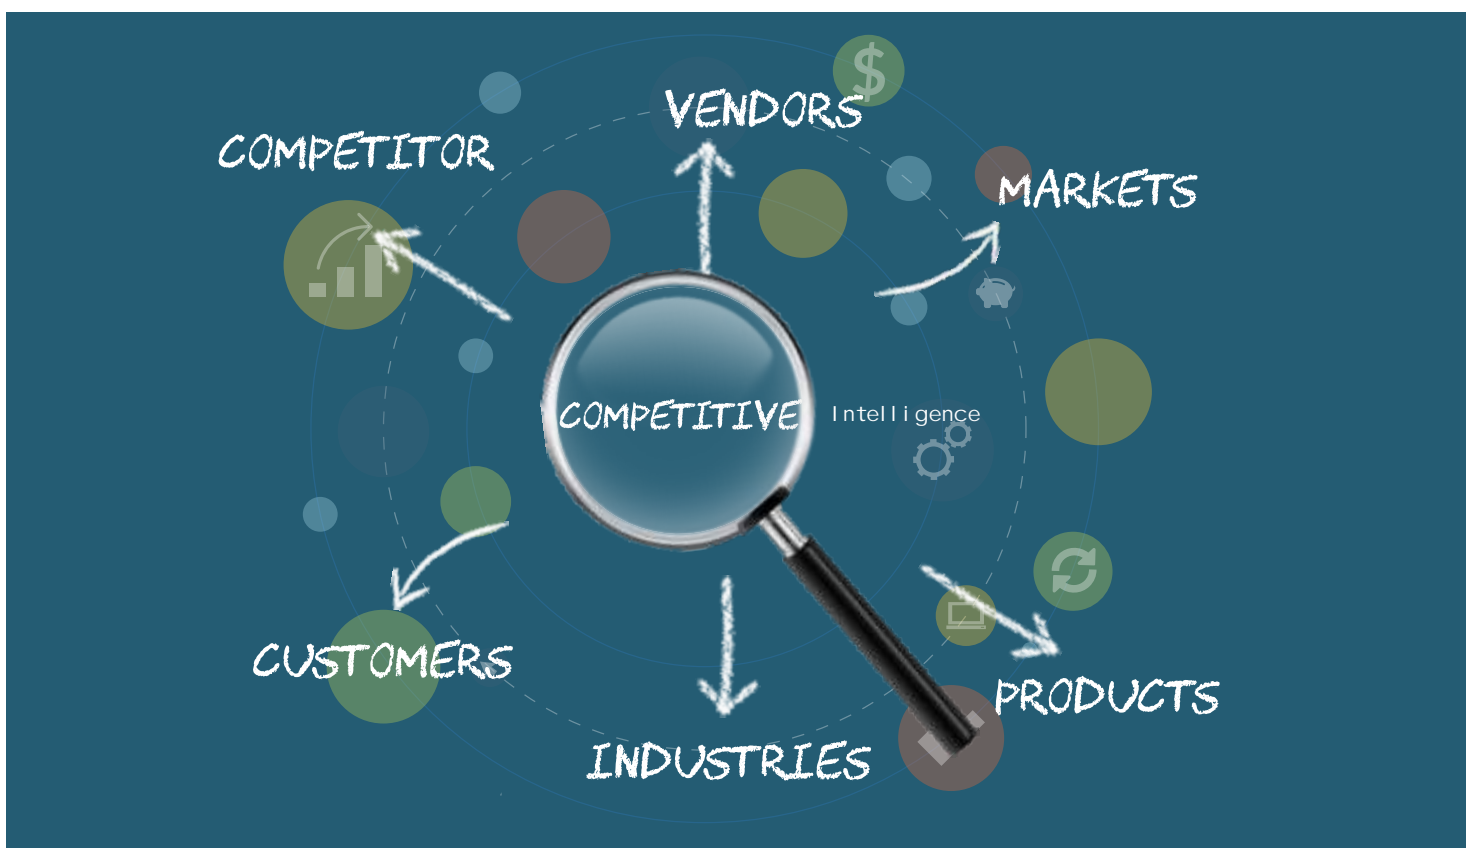 VENDORS
COMPETITOR
MARKETS
COMPETITIVE Intelligence
CUSTOMERS
PRODUCTS
INDUSTRIES
$